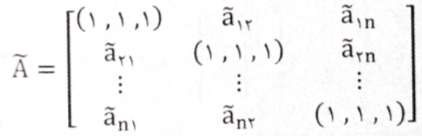 (۱ , ۱ , ۱) ã۱۲ ã۱n
Ã = ã۲۱ (۱ , ۱ , ۱) ã۲n
⋮ ⋮ ⋮
ãn۱ ãn۲ (۱ , ۱ , ۱)